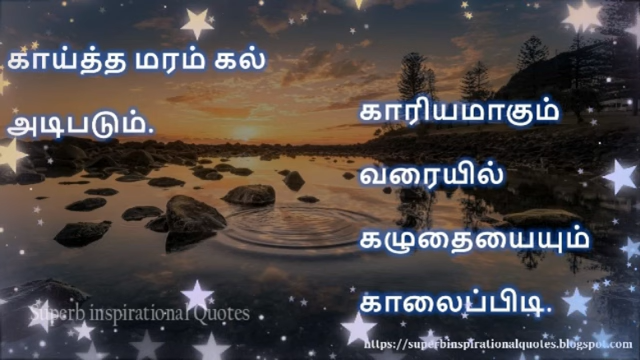 காய்த்த மரம் கல்
அடிபடும்.
காரியமாகும்
வரையில்
கழுதையையும்
காலைப்பிடி.
Superb inspirational Quotes
https://superbinspirationalquotes.blogspot.com